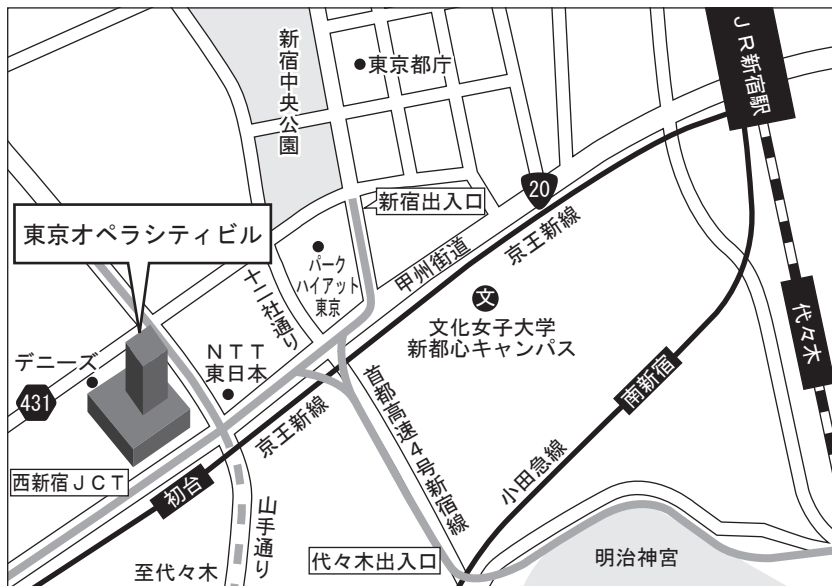 新宿中央公園
東京都庁
JR新宿駅
新宿出入口
20
東京オペラシティビル
パーク
ハイアット
東京
甲州街道
京王新線
十二社通り
文
文化女子大学
新都心キャンパス
代々木
デニーズ
NTT
東日本
431
京王新線
首都高速4号新宿線
南新宿
小田急線
西新宿JCT
初台
山手通り
至代々木
代々木出入口
明治神宮